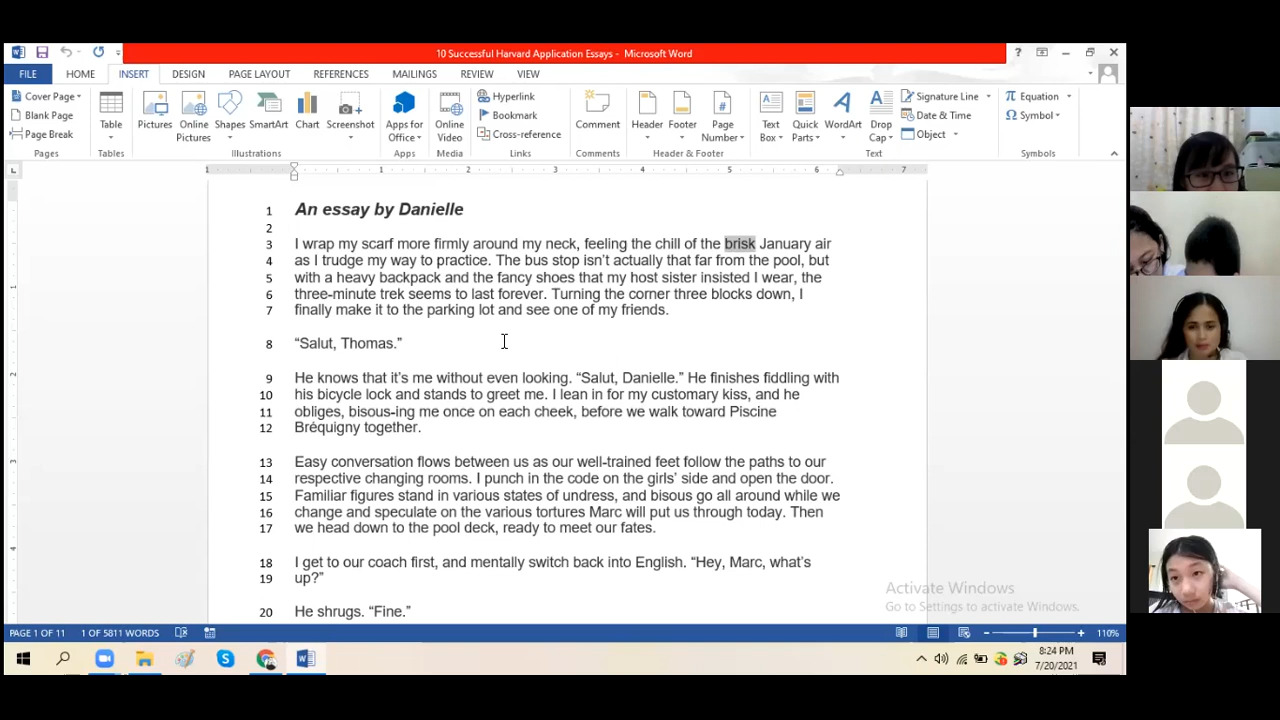 10 Successful Harvard Application Essays - Microsoft Word
FILE HOME INSERT DESIGN PAGE LAYOUT REFERENCES MAILINGS REVIEW VIEW
Cover Page
Blank Page
Page Break
Pages
Table
Tables
Pictures
Online Pictures
Shapes
SmartArt
Chart
Screenshot
Illustrations
Apps for Office
Apps
Online Video
Media
Hyperlink
Bookmark
Cross-reference
Links
Comment
Comments
Header
Footer
Page Number
Header & Footer
Text Box
Quick Parts
WordArt
Drop Cap
Signature Line
Date & Time
Object
Text
Equation
Symbol
Symbols
1 1 2 3 4 5 6 7
1 An essay by Danielle
2
3 I wrap my scarf more firmly around my neck, feeling the chill of the brisk January air
4 as I trudge my way to practice. The bus stop isn't actually that far from the pool, but
5 with a heavy backpack and the fancy shoes that my host sister insisted I wear, the
6 three-minute trek seems to last forever. Turning the corner three blocks down, I
7 finally make it to the parking lot and see one of my friends.
8 “Salut, Thomas.”
9 He knows that it’s me without even looking. “Salut, Danielle.” He finishes fiddling with
10 his bicycle lock and stands to greet me. I lean in for my customary kiss, and he
11 obliges, bisous-ing me once on each cheek, before we walk toward Piscine
12 Bréquigny together.
13 Easy conversation flows between us as our well-trained feet follow the paths to our
14 respective changing rooms. I punch in the code on the girls’ side and open the door.
15 Familiar figures stand in various states of undress, and bisous go all around while we
16 change and speculate on the various tortures Marc will put us through today. Then
17 we head down to the pool deck, ready to meet our fates.
18 I get to our coach first, and mentally switch back into English. “Hey, Marc, what’s
19 up?”
20 He shrugs. “Fine.”
Activate Windows
Go to Settings to activate Windows.
PAGE 1 OF 11 1 OF 5811 WORDS 110%
8:24 PM
7/20/2021